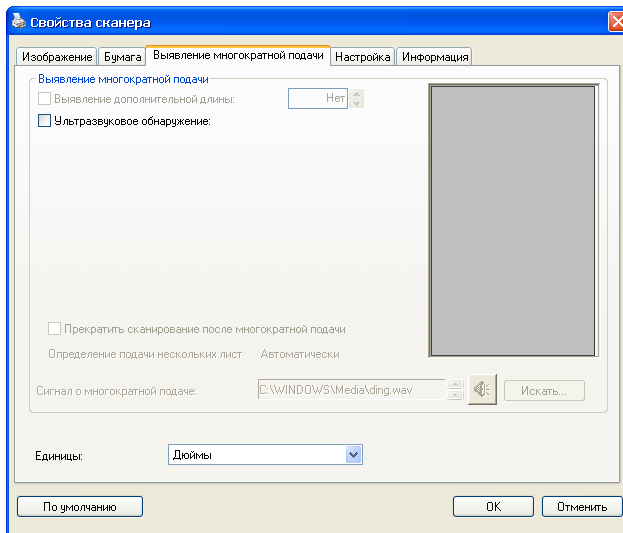 Свойства сканера
Изображение Бумага Выявление многократной подачи Настройка Информация
Выявление многократной подачи
Выявление дополнительной длины: Нет
Ультразвуковое обнаружение:
Прекратить сканирование после многократной подачи
Определение подачи нескольких лист Автоматически
Сигнал о многократной подаче: C:\WINDOWS\Media\ding.wav Искать...
Единицы: Дюймы
По умолчанию OK Отменить